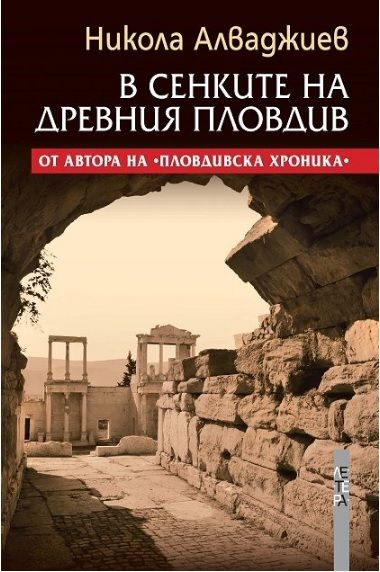 Никола Алваджиев
В СЕНКИТЕ НА
ДРЕВНИЯ ПЛОВДИВ
ОТ АВТОРА НА •ПЛОВДИВСКА ХРОНИКА•
ЛЕТЕРА